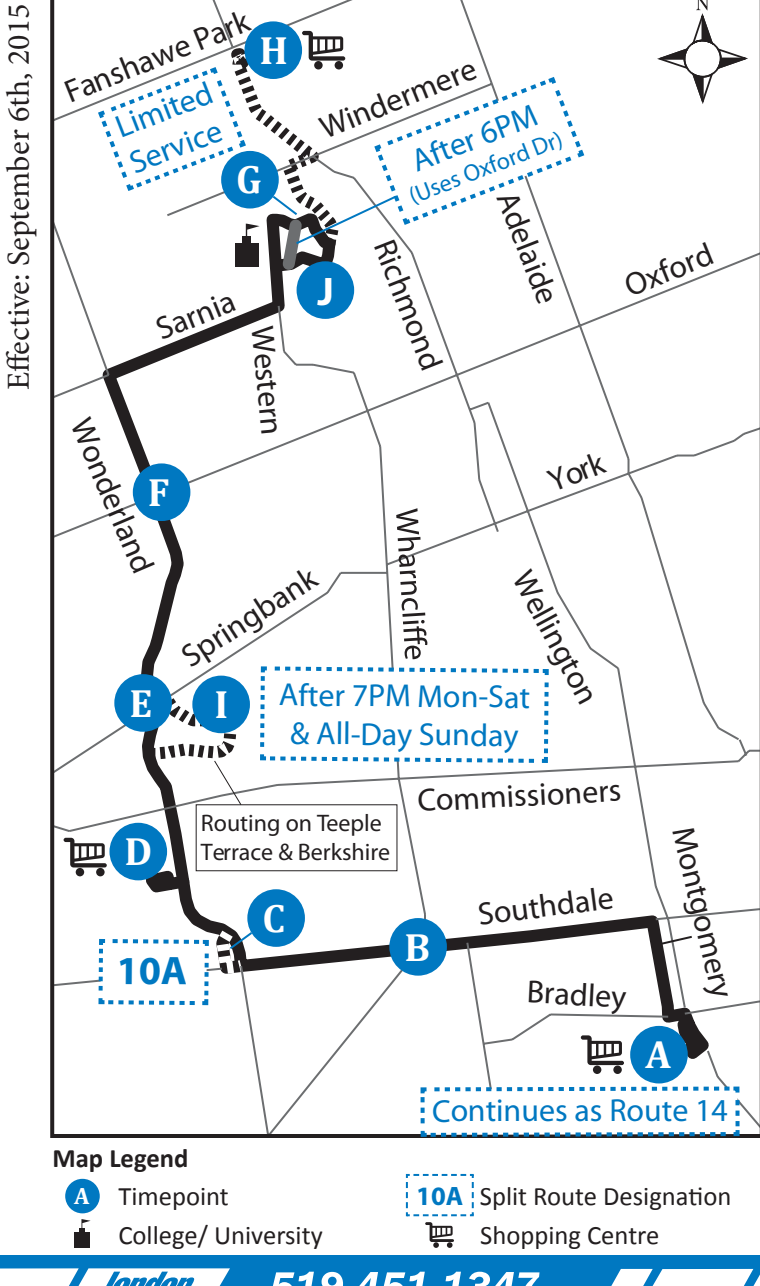 Effective: September 6th, 2015
N
Fanshawe Park
H
Limited
Service
Windermere
After 6PM
(Uses Oxford Dr)
G
Adelaide
Richmond
Oxford
J
Sarnia
Western
Wonderland
F
York
Wharncliffe
Springbank
Wellington
E
I
After 7PM Mon-Sat
& All-Day Sunday
Commissioners
Routing on Teeple
Terrace & Berkshire
D
Montgomery
C
Southdale
B
10A
Bradley
A
Continues as Route 14
Map Legend
A Timepoint
10A Split Route Designation
College/ University
Shopping Centre
london
519-451-1347